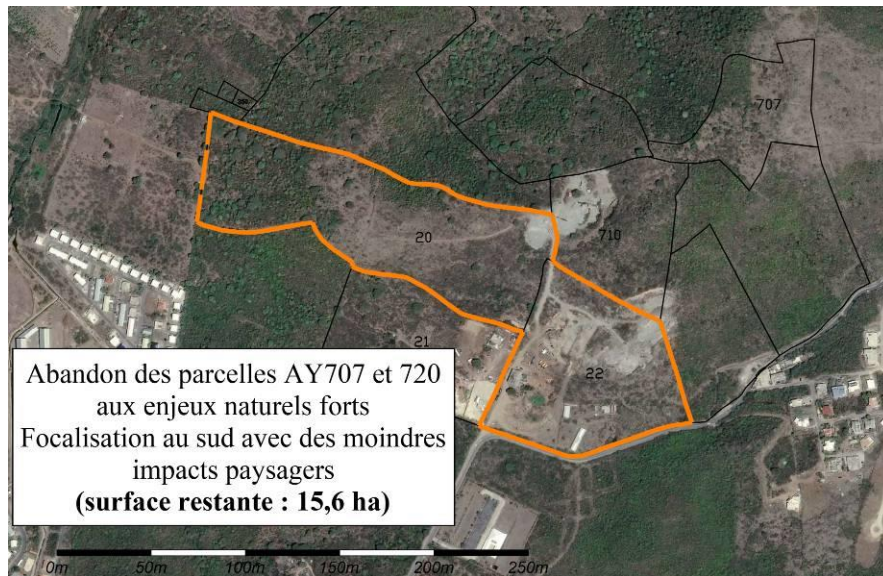 707
20
710
21
22
Abandon des parcelles AY707 et 720
aux enjeux naturels forts
Focalisation au sud avec des moindres
impacts paysagers
(surface restante : 15,6 ha)
0m 50m 100m 150m 200m 250m